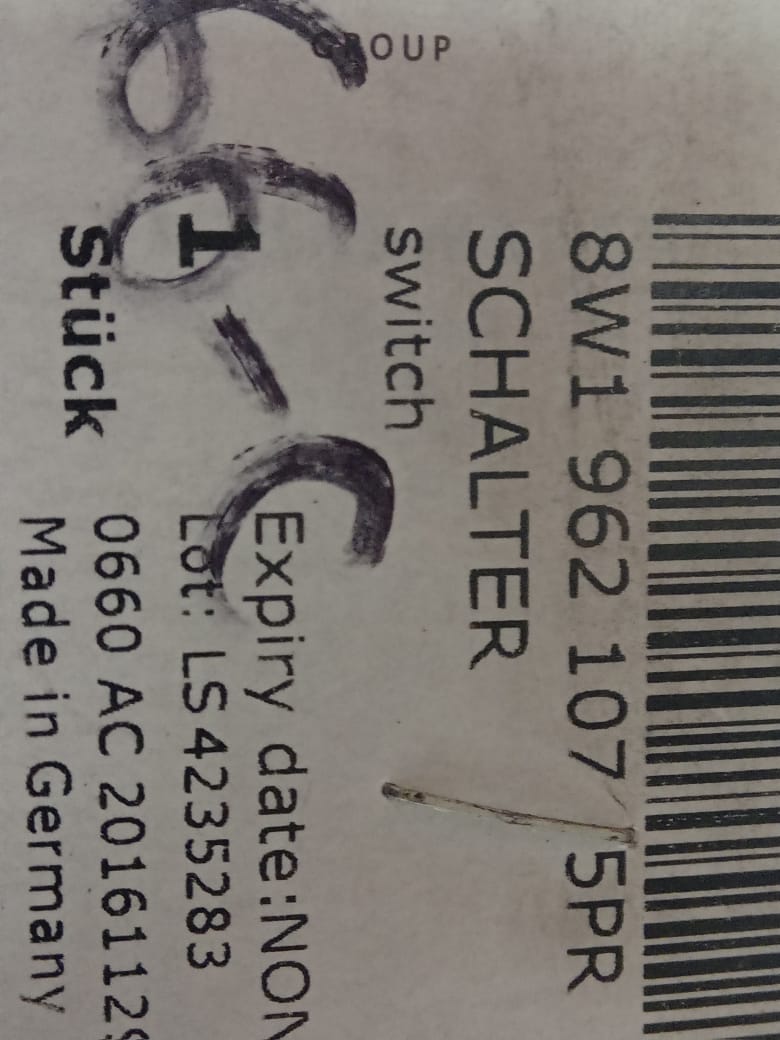 GROUP
8W1 962 107 5PR
SCHALTER
switch
66-C
1
Stück
Expiry date:NON
Lot: LS4235283
0660 AC 2016112
Made in Germany